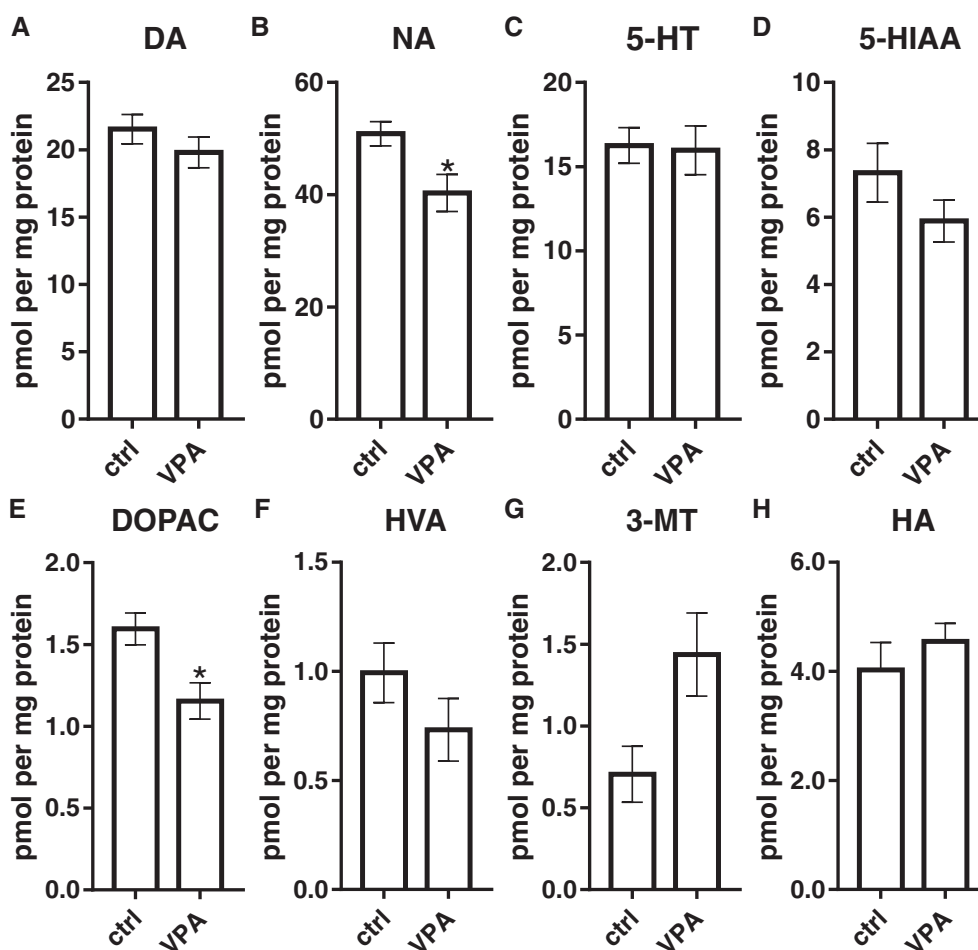 A DA
pmol per mg protein
25
20
15
10
5
0
ctrl VPA
B NA
pmol per mg protein
60
40
20
0
*
ctrl VPA
C 5-HT
pmol per mg protein
20
15
10
5
0
ctrl VPA
D 5-HIAA
pmol per mg protein
10
8
6
4
2
0
ctrl VPA
E DOPAC
pmol per mg protein
2.0
1.5
1.0
0.5
0.0
*
ctrl VPA
F HVA
pmol per mg protein
1.5
1.0
0.5
0.0
ctrl VPA
G 3-MT
pmol per mg protein
2.0
1.5
1.0
0.5
0.0
ctrl VPA
H HA
pmol per mg protein
6.0
4.0
2.0
0.0
ctrl VPA